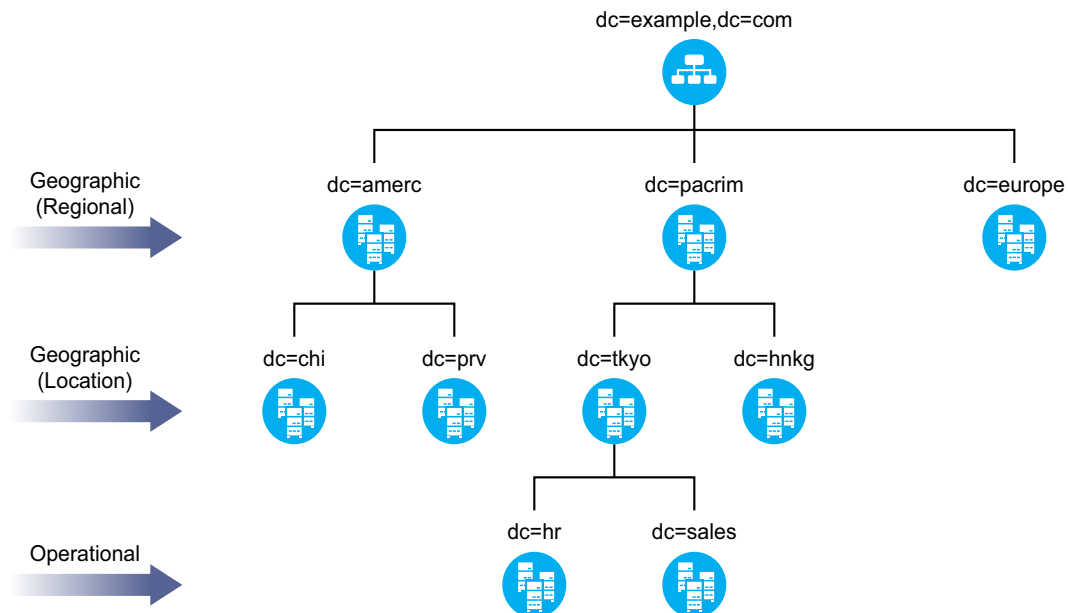 dc=example,dc=com
Geographic
(Regional)
dc=amerc
dc=pacrim
dc=europe
Geographic
(Location)
dc=chi
dc=prv
dc=tkyo
dc=hnkg
Operational
dc=hr
dc=sales